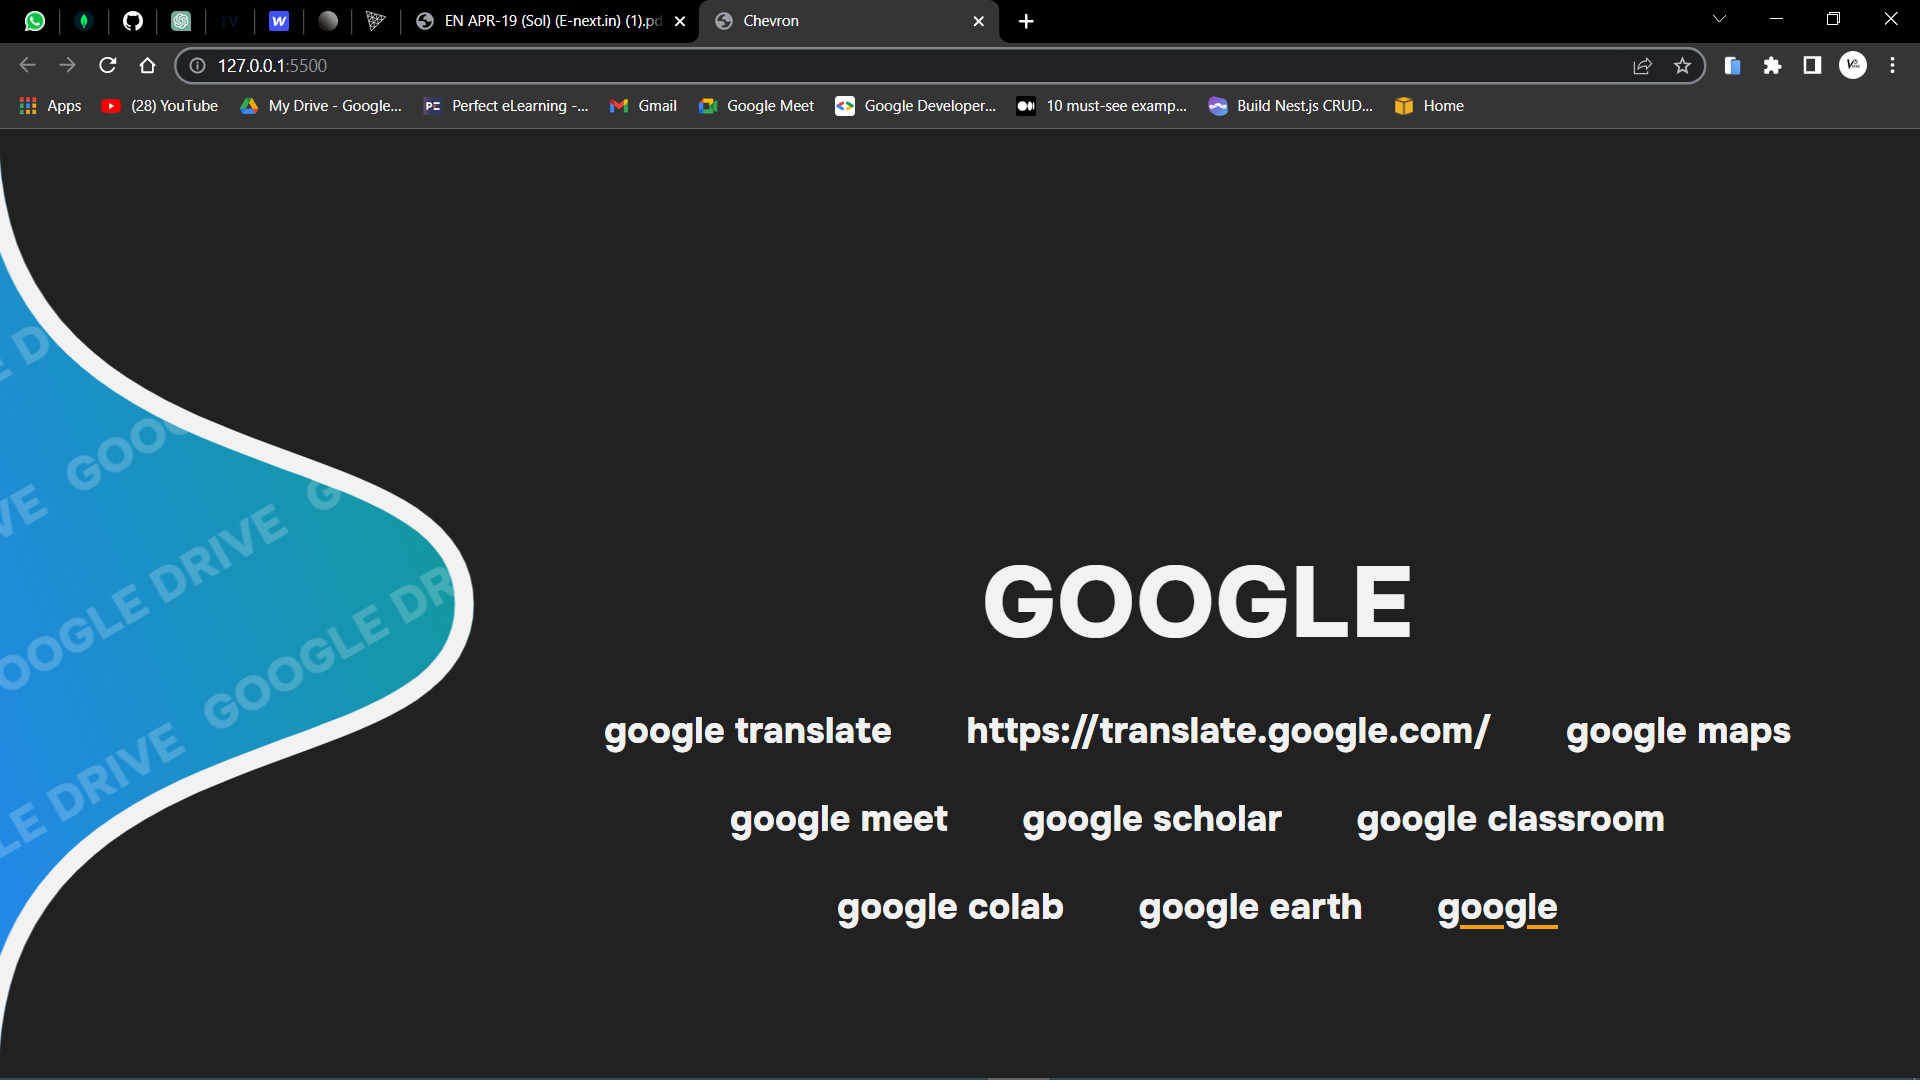 EN APR-19 (Sol) (E-next.in) (1).pd
Chevron
127.0.0.1:5500
Apps
(28) YouTube
My Drive - Google...
Perfect eLearning -...
Gmail
Google Meet
Google Developer...
10 must-see examp...
Build Nest.js CRUD...
Home
E D
GOOG
VE
G
OOGLE DRIVE
GOOGLE DR
LE DRIVE
GOOGLE
google translate
https://translate.google.com/
google maps
google meet
google scholar
google classroom
google colab
google earth
google